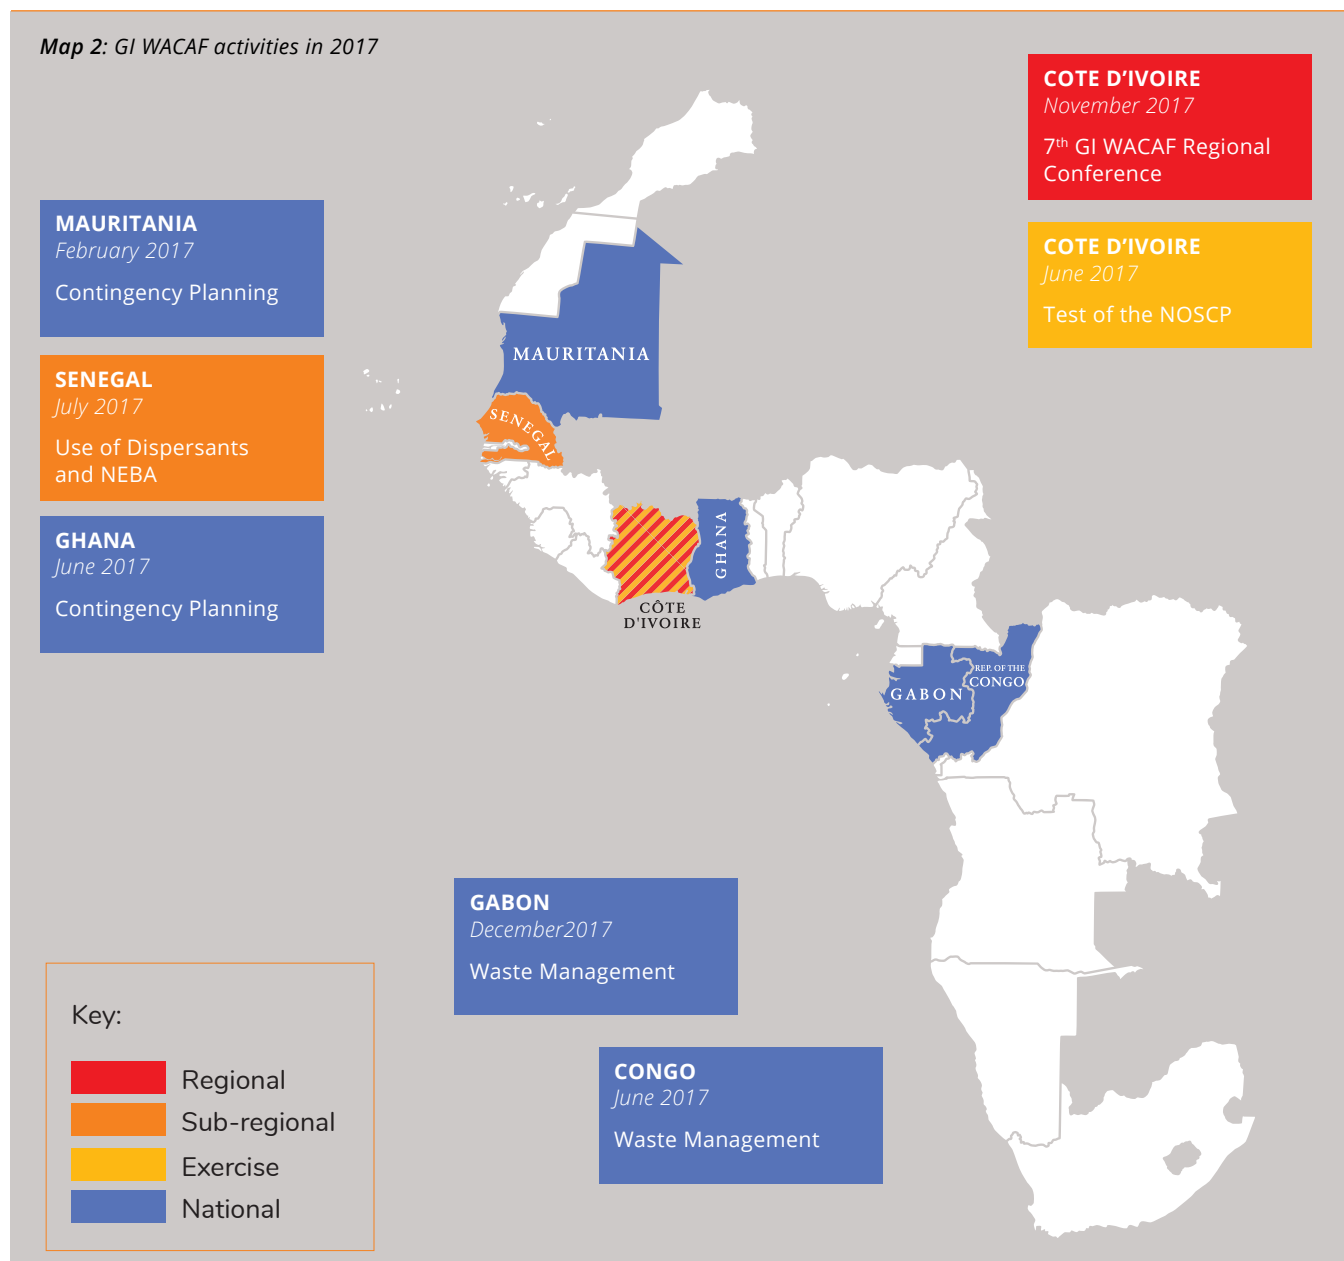 Map 2: GI WACAF activities in 2017
COTE D’IVOIRE
November 2017
7th GI WACAF Regional
Conference
COTE D’IVOIRE
June 2017
Test of the NOSCP
MAURITANIA
February 2017
Contingency Planning
SENEGAL
July 2017
Use of Dispersants
and NEBA
GHANA
June 2017
Contingency Planning
MAURITANIA
SENEGAL
GHANA
CÔTE
D'IVOIRE
REP. OF THE
CONGO
GABON
GABON
December2017
Waste Management
CONGO
June 2017
Waste Management
Key:
Regional
Sub-regional
Exercise
National